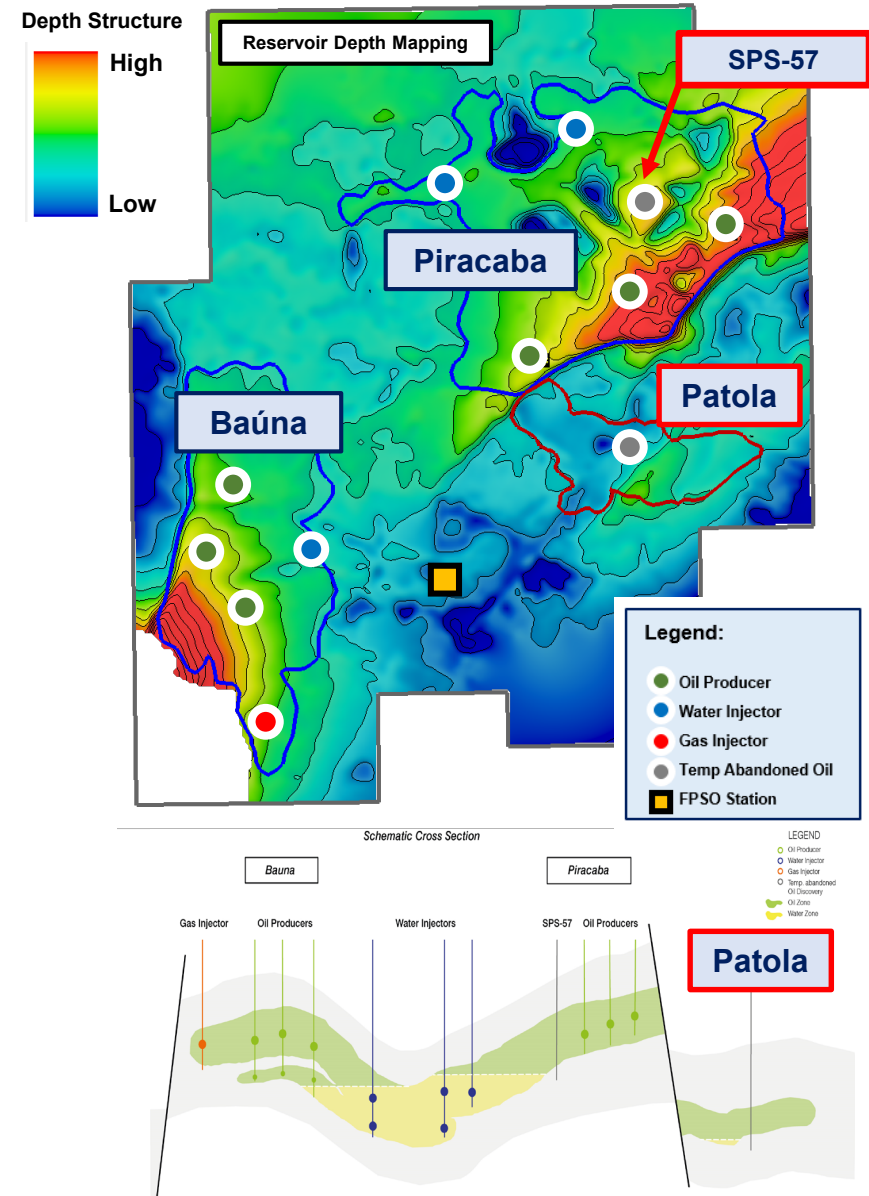 Depth Structure
High
Low
Reservoir Depth Mapping
SPS-57
Piracaba
Patola
Baúna
Legend:
Oil Producer
Water Injector
Gas Injector
Temp Abandoned Oil
FPSO Station
Schematic Cross Section
Bauna
Piracaba
LEGEND
Oil Producer
Water Injector
Gas Injector
Temp. abandoned
Oil Discovery
Oil Zone
Water Zone
Gas Injector
Oil Producers
Water Injectors
SPS-57
Oil Producers
Patola